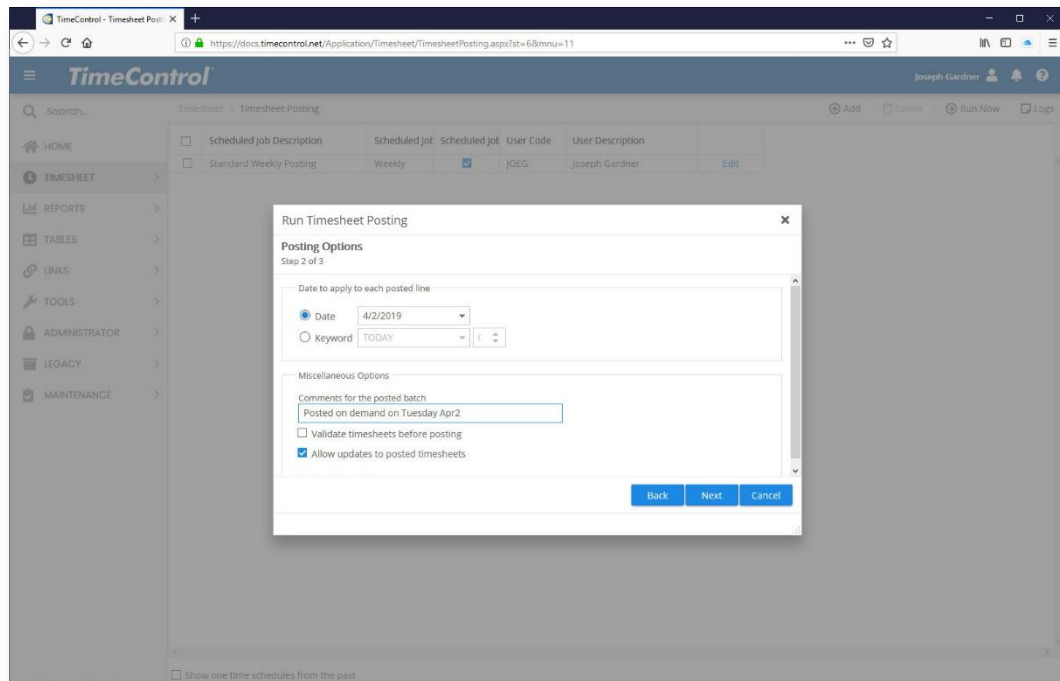 TimeControl - Timesheet Posti
https://docs.timecontrol.net/Application/Timesheet/TimesheetPosting.aspx?st=6&mnu=11
TimeControl
Joseph Gardner
Search...
Timesheet > Timesheet Posting
Add
Delete
Run Now
Logs
HOME
TIMESHEET
REPORTS
TABLES
LINKS
TOOLS
ADMINISTRATOR
LEGACY
MAINTENANCE
Scheduled Job Description Scheduled Jol Scheduled Jol User Code User Description
Standard Weekly Posting Weekly JOEG Joseph Gardner Edit
Run Timesheet Posting
Posting Options
Step 2 of 3
Date to apply to each posted line
Date 4/2/2019
Keyword TODAY
Miscellaneous Options
Comments for the posted batch
Posted on demand on Tuesday Apr2
Validate timesheets before posting
Allow updates to posted timesheets
Back Next Cancel
Show one time schedules from the past